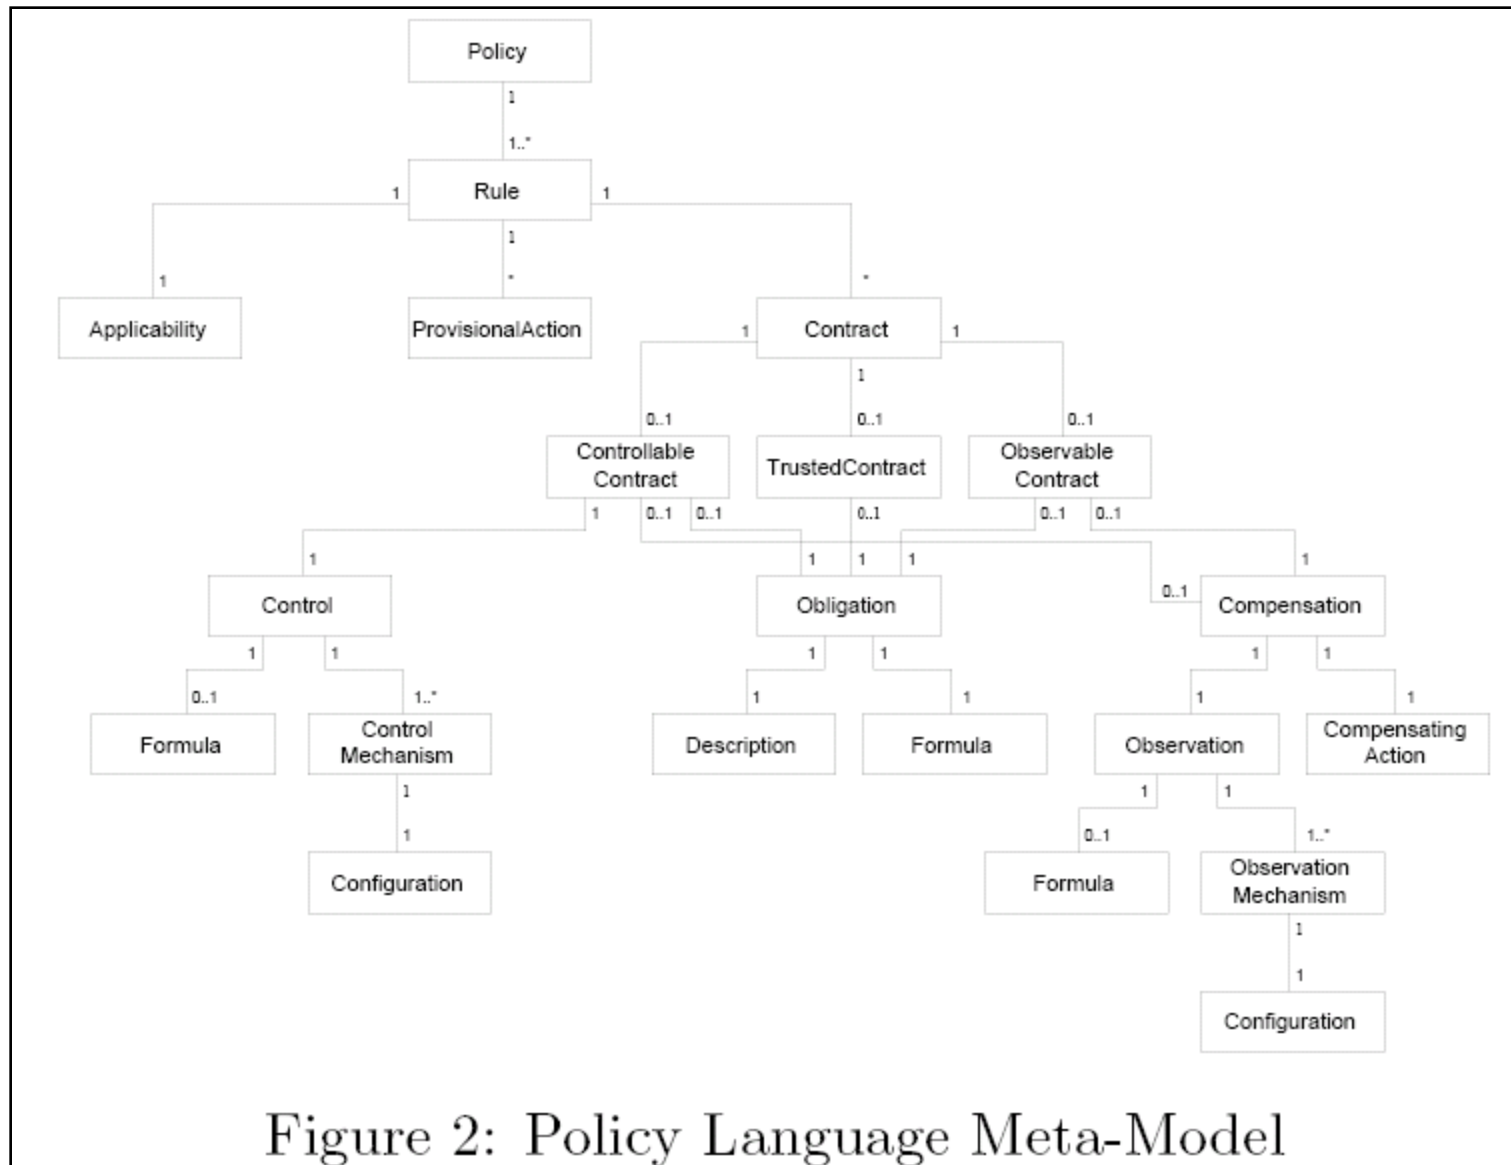 Policy
1
1..*
1
Rule
1
1
1
*
*
Applicability
ProvisionalAction
1
Contract
1
1
0..1
0..1
0..1
Controllable
Contract
TrustedContract
Observable
Contract
1
0..1
0..1
0..1
0..1
0..1
1
1
1
1
1
0..1
Control
Obligation
Compensation
1
1
1
1
1
1
0..1
1..*
1
1
1
1
Formula
Control
Mechanism
Description
Formula
Observation
Compensating
Action
1
1
1
1
0..1
1..*
Configuration
Formula
Observation
Mechanism
1
1
Configuration
Figure 2: Policy Language Meta-Model